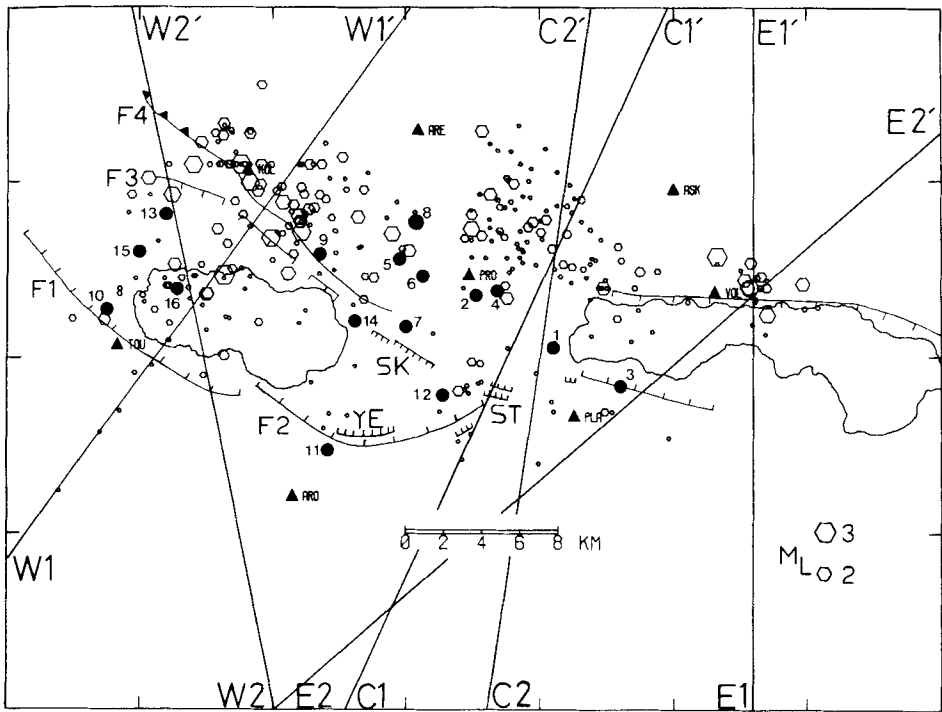 W2′ W1′ C2′ C1′ E1′
E2′
F4
ARE
KOL
F3
ASK
13
8
9
15
5
PRO
6
16
2 4
VOL
F1
10 8
14
7
TOU
1
SK
3
12
F2
YE
ST
PLA
11
ARO
0 2 4 6 8 KM
3
ML
2
W1
W2 E2 C1 C2 E1